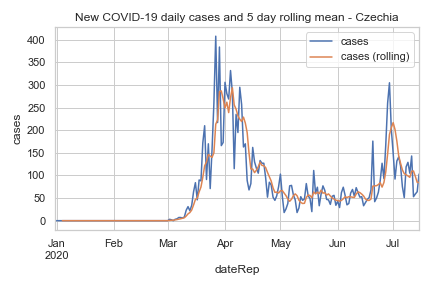 New COVID-19 daily cases and 5 day rolling mean - Czechia
cases
cases (rolling)
400
350
300
250
200
150
100
50
0
cases
Jan
2020
Feb
Mar
Apr
May
Jun
Jul
dateRep